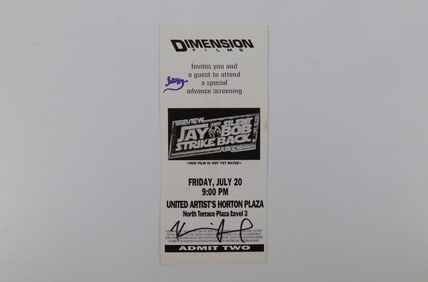 DIMENSION
FILMS
Invites you and
a guest to attend
a special
advance screening
JAY AND SILENT BOB
STRIKE BACK
~THIS FILM IS NOT YET RATED~
FRIDAY, JULY 20
9:00 PM
UNITED ARTIST'S HORTON PLAZA
North Terrace Plaza Level 3
ADMIT TWO